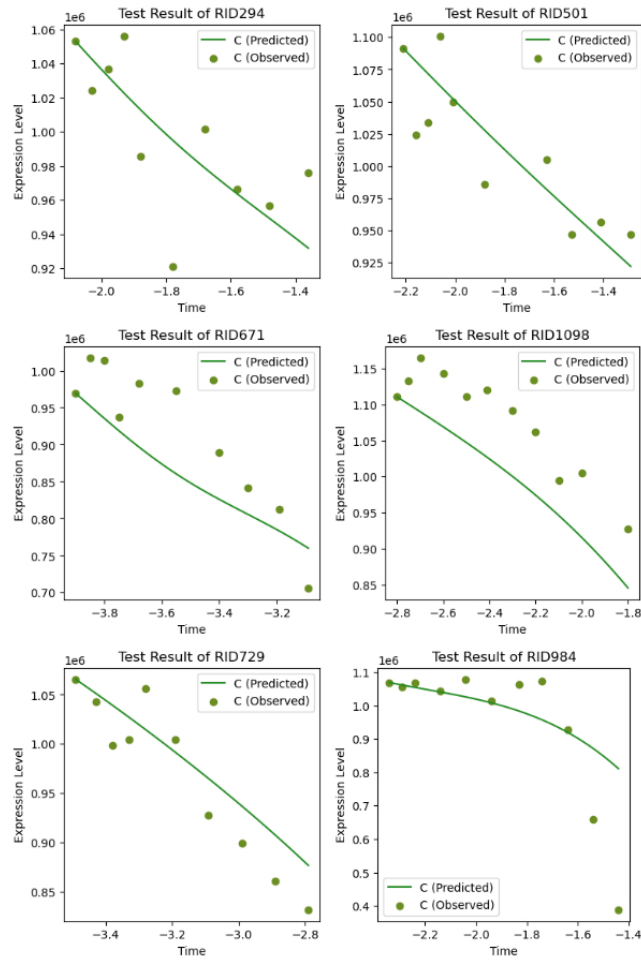 Test Result of RID294
1e6
C (Predicted)
C (Observed)
Expression Level
1.06
1.04
1.02
1.00
0.98
0.96
0.94
0.92
−2.0 −1.8 −1.6 −1.4
Time
Test Result of RID501
1e6
C (Predicted)
C (Observed)
Expression Level
1.100
1.075
1.050
1.025
1.000
0.975
0.950
0.925
−2.2 −2.0 −1.8 −1.6 −1.4
Time
Test Result of RID671
1e6
C (Predicted)
C (Observed)
Expression Level
1.00
0.95
0.90
0.85
0.80
0.75
0.70
−3.8 −3.6 −3.4 −3.2
Time
Test Result of RID1098
1e6
C (Predicted)
C (Observed)
Expression Level
1.15
1.10
1.05
1.00
0.95
0.90
0.85
−2.8 −2.6 −2.4 −2.2 −2.0 −1.8
Time
Test Result of RID729
1e6
C (Predicted)
C (Observed)
Expression Level
1.05
1.00
0.95
0.90
0.85
−3.4 −3.2 −3.0 −2.8
Time
Test Result of RID984
1e6
Expression Level
1.1
1.0
0.9
0.8
0.7
0.6
0.5
0.4
C (Predicted)
C (Observed)
−2.2 −2.0 −1.8 −1.6 −1.4
Time